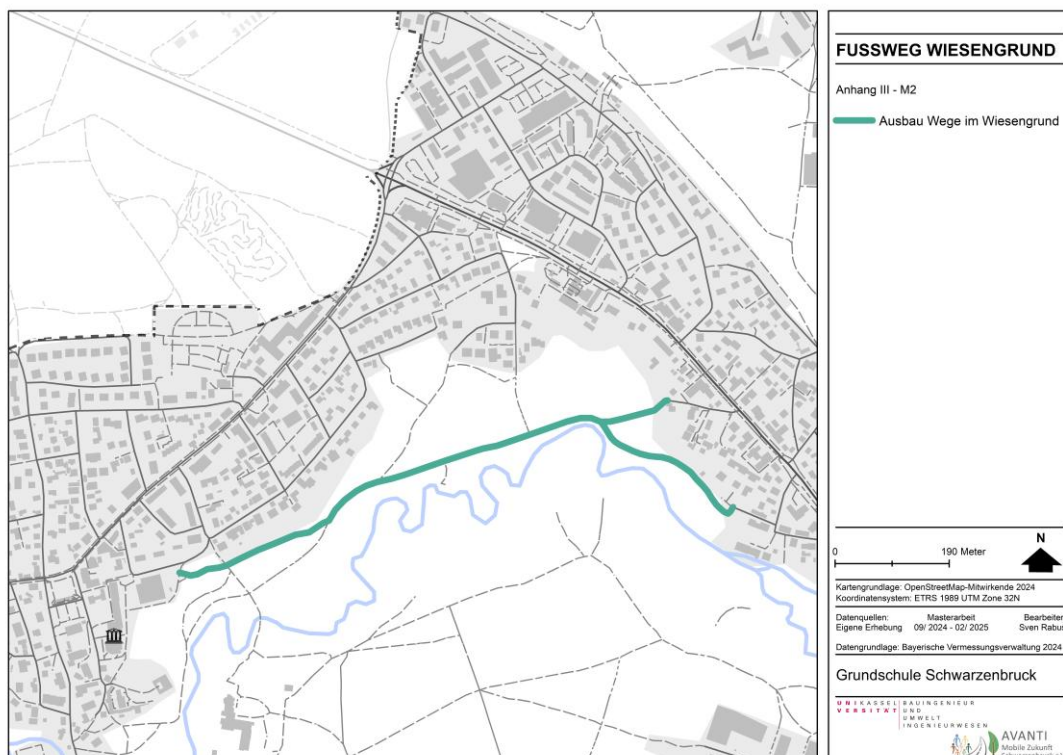 FUSSWEG WIESENGRUND
Anhang III - M2
Ausbau Wege im Wiesengrund
N
0 190 Meter
Kartengrundlage: OpenStreetMap-Mitwirkende 2024
Koordinatensystem: ETRS 1989 UTM Zone 32N
Datenquellen: Masterarbeit Bearbeiter
Eigene Erhebung 09/ 2024 - 02/ 2025 Sven
Datengrundlage: Bayerische Vermessungsverwaltung 2024
Grundschule Schwarzenbruck
UNIKASSEL BAUINGENIEUR
VERSITÄT UND
UMWELT
INGENIEURWESEN
AVANTI
Mobile Zukunft